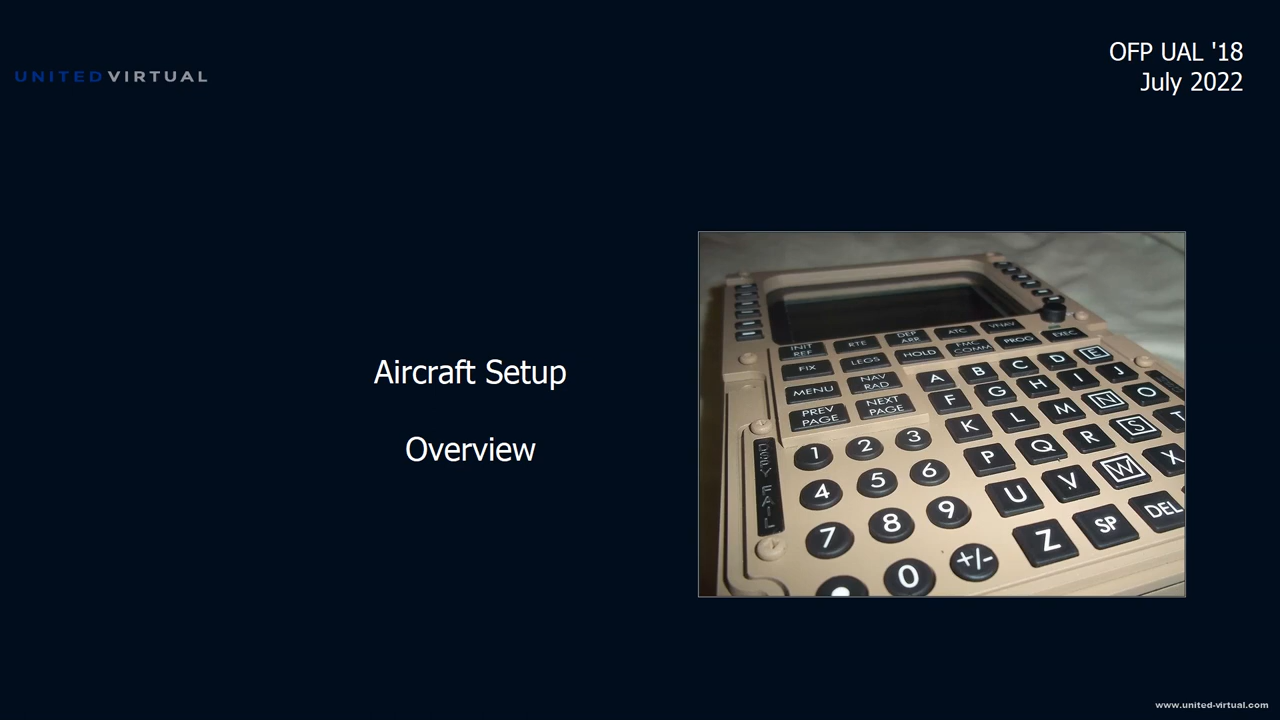 UNITEDVIRTUAL
OFP UAL '18
July 2022
Aircraft Setup
Overview
INIT REF
RTE
DEP ARR
ATC
VNAV
FIX
LEGS
HOLD
FMC COMM
PROG
EXEC
MENU
NAV RAD
PREV PAGE
NEXT PAGE
A B C D E
F G H I J
K L M N O
P Q R S T
U V W X
Z SP DEL
1 2 3
4 5 6
7 8 9
0 +/-
www.united-virtual.com